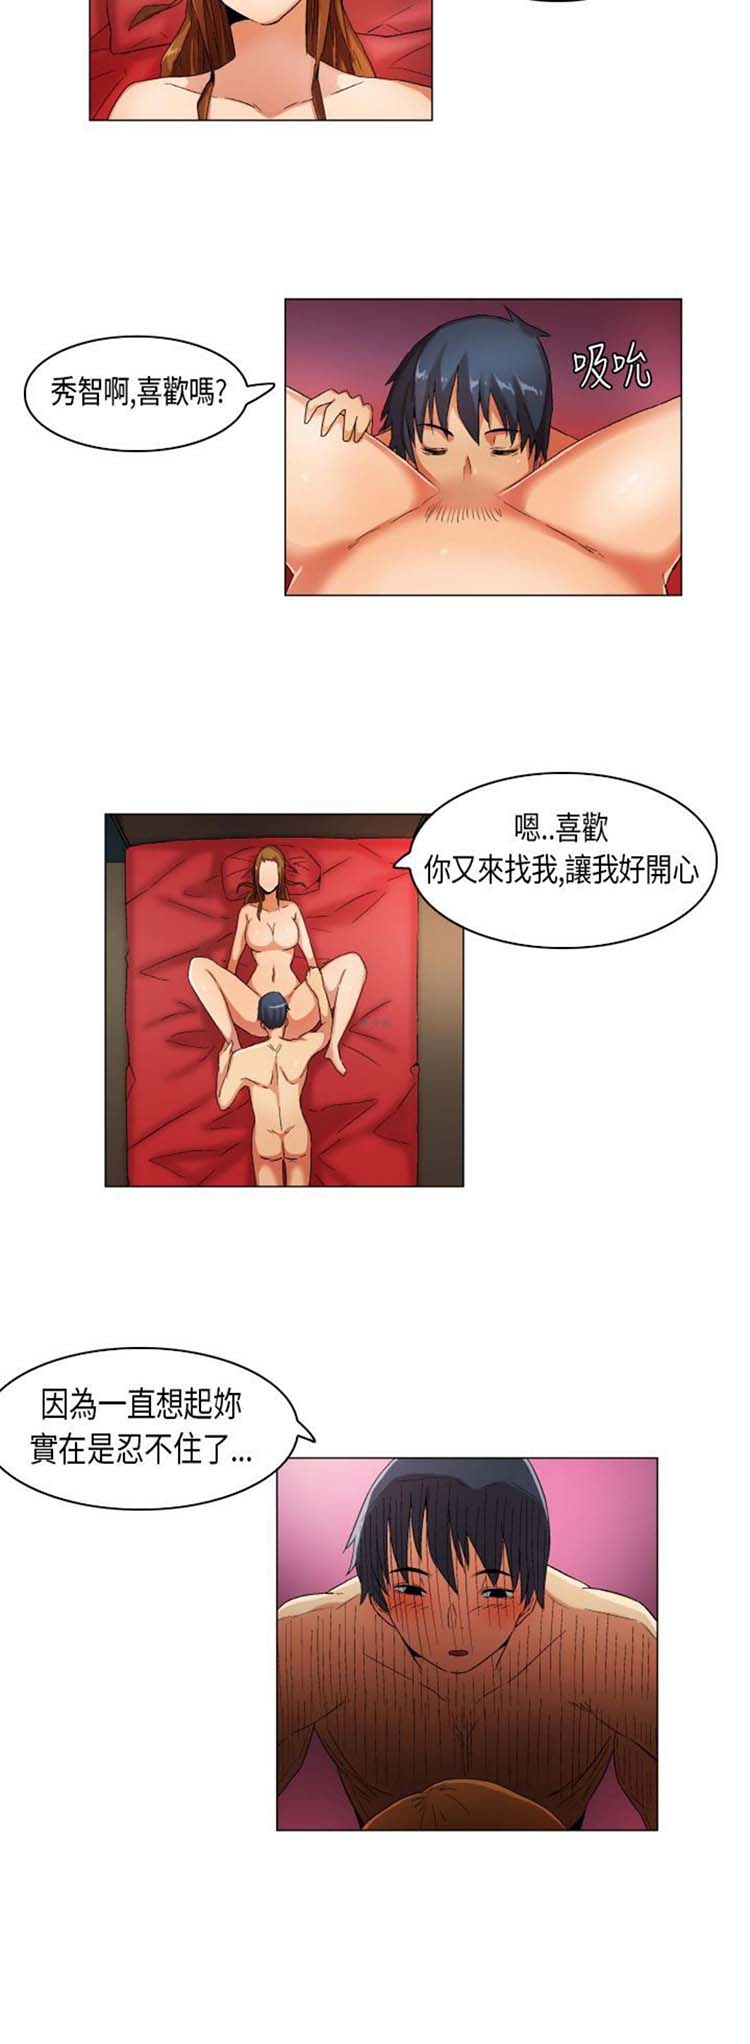 秀智啊,喜歡嗎?
吸吮
嗯..喜歡
你又來找我,讓我好開心
因為一直想起妳
實在是忍不住了...